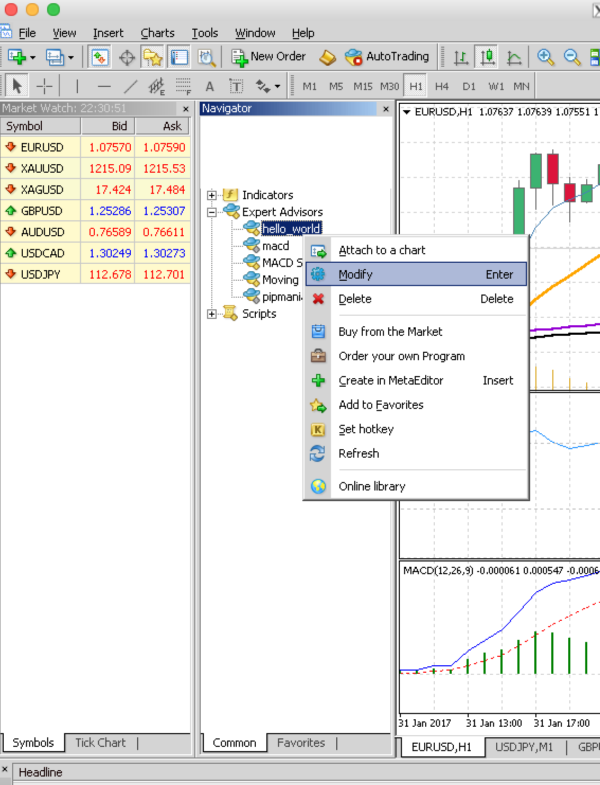 File View Insert Charts Tools Window Help
New Order AutoTrading
A T M1 M5 M15 M30 H1 H4 D1 W1 MN
Market Watch: 22:30:51
Symbol Bid Ask
EURUSD 1.07570 1.07590
XAUUSD 1215.09 1215.53
XAGUSD 17.424 17.484
GBPUSD 1.25286 1.25307
AUDUSD 0.76589 0.76611
USDCAD 1.30249 1.30273
USDJPY 112.678 112.701
Symbols Tick Chart
Navigator
Indicators
Expert Advisors
hello_world
macd
MACD S
Moving
pipmani
Scripts
Attach to a chart
Modify Enter
Delete Delete
Buy from the Market
Order your own Program
Create in MetaEditor Insert
Add to Favorites
Set hotkey
Refresh
Online library
Common Favorites
EURUSD,H1 1.07637 1.07639 1.07551 1
MACD(12,26,9) -0.000061 0.000547 -0.0006
31 Jan 2017 31 Jan 13:00 31 Jan 17:00
EURUSD,H1 USDJPY,M1 GBP
Headline